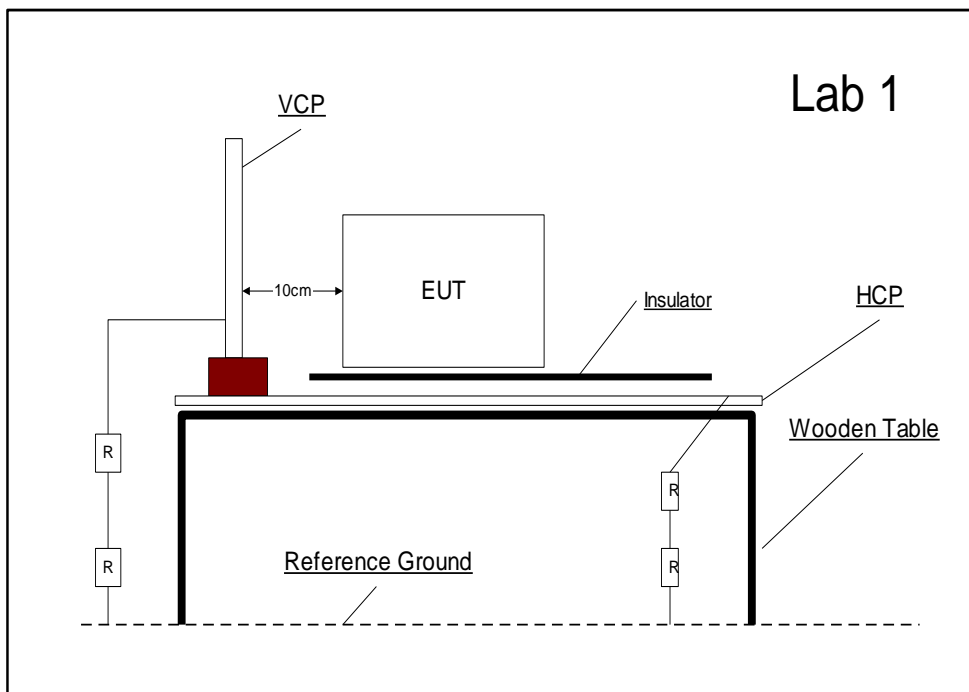 Lab 1
VCP
10cm
EUT
Insulator
HCP
Wooden Table
R
R
R
R
Reference Ground